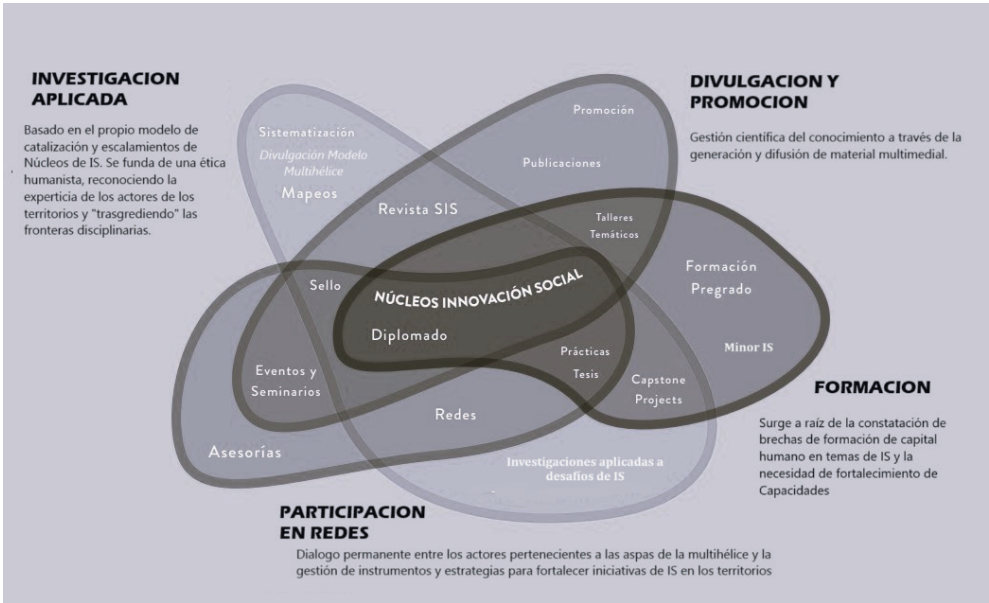 INVESTIGACION
APLICADA
Basado en el propio modelo de
catalización y escalamientos de
Núcleos de IS. Se funda de una ética
humanista, reconociendo la
experticia de los actores de los
territorios y "trasgrediendo" las
fronteras disciplinarias.
DIVULGACION Y
PROMOCION
Gestión científica del conocimiento a través de la
generación y difusión de material multimedial.
Sistematización
Divulgación Modelo
Multihélice
Mapeos
Promoción
Publicaciones
Revista SIS
Talleres
Temáticos
Formación
Pregrado
Minor IS
Sello
NÚCLEOS INNOVACIÓN SOCIAL
Diplomado
Prácticas
Tesis
Capstone
Projects
Eventos y
Seminarios
Redes
Asesorías
Investigaciones aplicadas a
desafíos de IS
FORMACION
Surge a raíz de la constatación de
brechas de formación de capital
humano en temas de IS y la
necesidad de fortalecimiento de
Capacidades
PARTICIPACION
EN REDES
Dialogo permanente entre los actores pertenecientes a las aspas de la multihélice y la
gestión de instrumentos y estrategias para fortalecer iniciativas de IS en los territorios